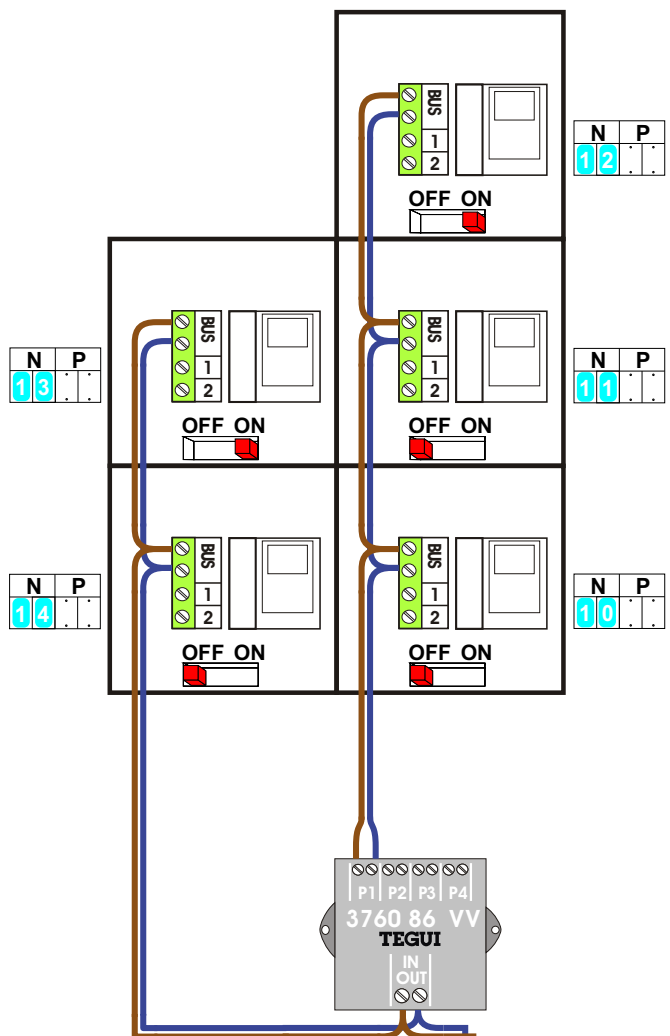 BUS
1
2
N P
1 2
OFF ON
BUS
1
2
N P
1 3
OFF ON
BUS
1
2
N P
1 1
OFF ON
BUS
1
2
N P
1 4
OFF ON
BUS
1
2
N P
1 0
OFF ON
P1 P2 P3 P4
3760 86 VV
TEGUI
IN
OUT